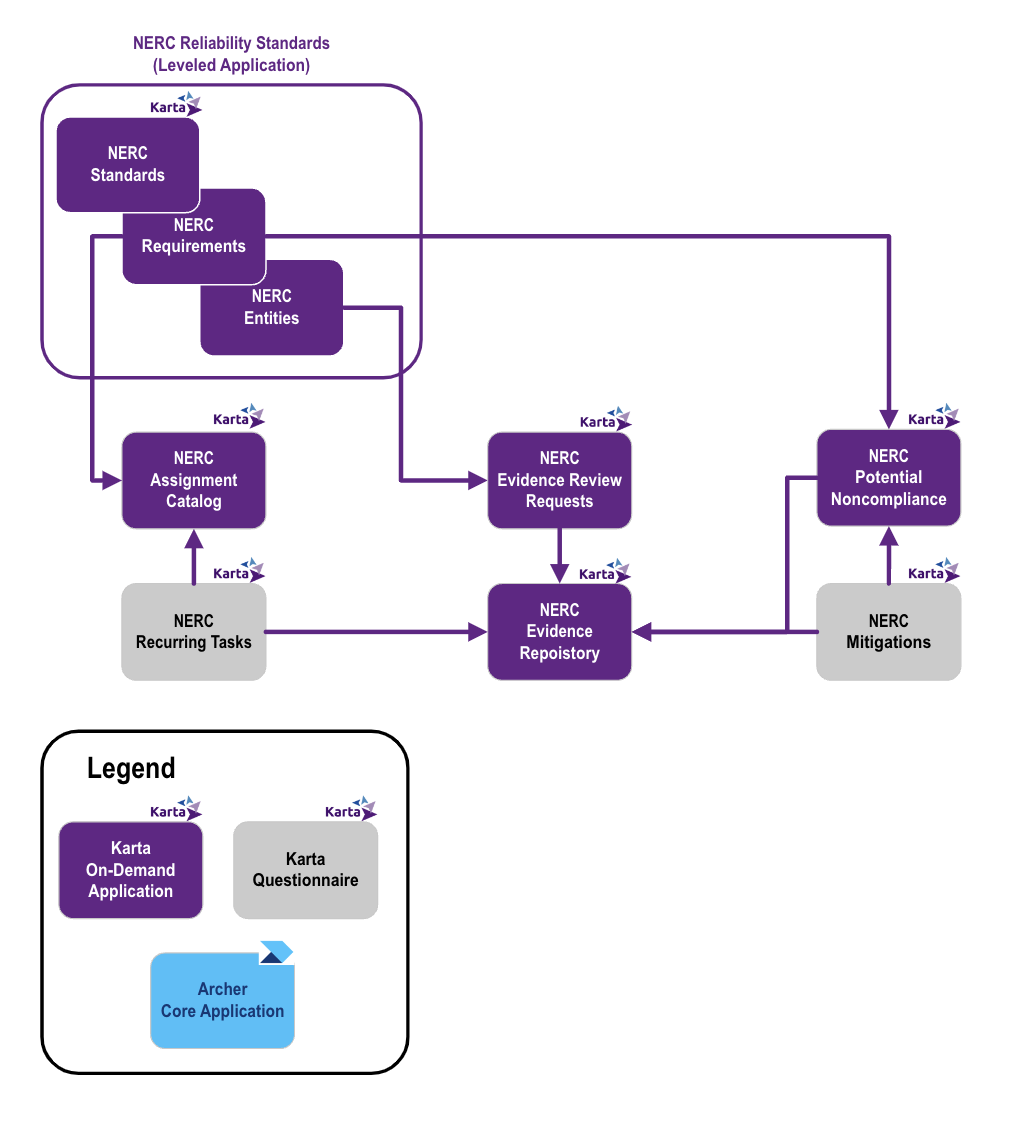 NERC Reliability Standards
(Leveled Application)
Karta
NERC
Standards
NERC
Requirements
NERC
Entities
Karta
NERC
Assignment
Catalog
Karta
NERC
Evidence Review
Requests
Karta
NERC
Potential
Noncompliance
Karta
NERC
Recurring Tasks
Karta
NERC
Evidence
Repoistory
Karta
NERC
Mitigations
Legend
Karta
Karta
On-Demand
Application
Karta
Karta
Questionnaire
Archer
Core Application